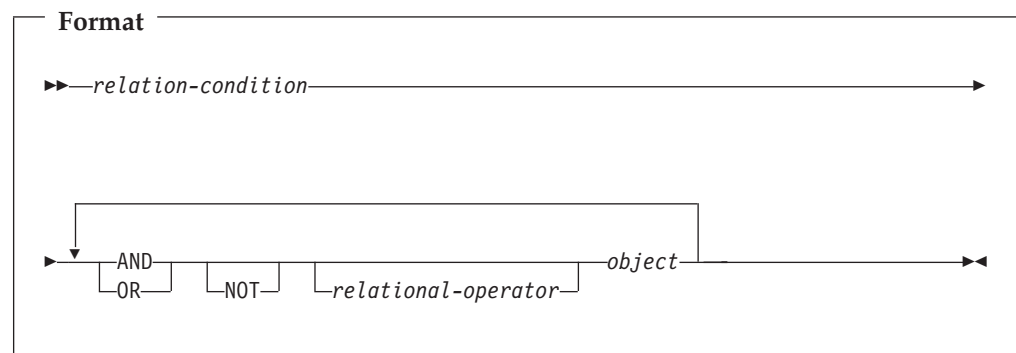 Format
relation-condition
AND object
OR NOT relational-operator